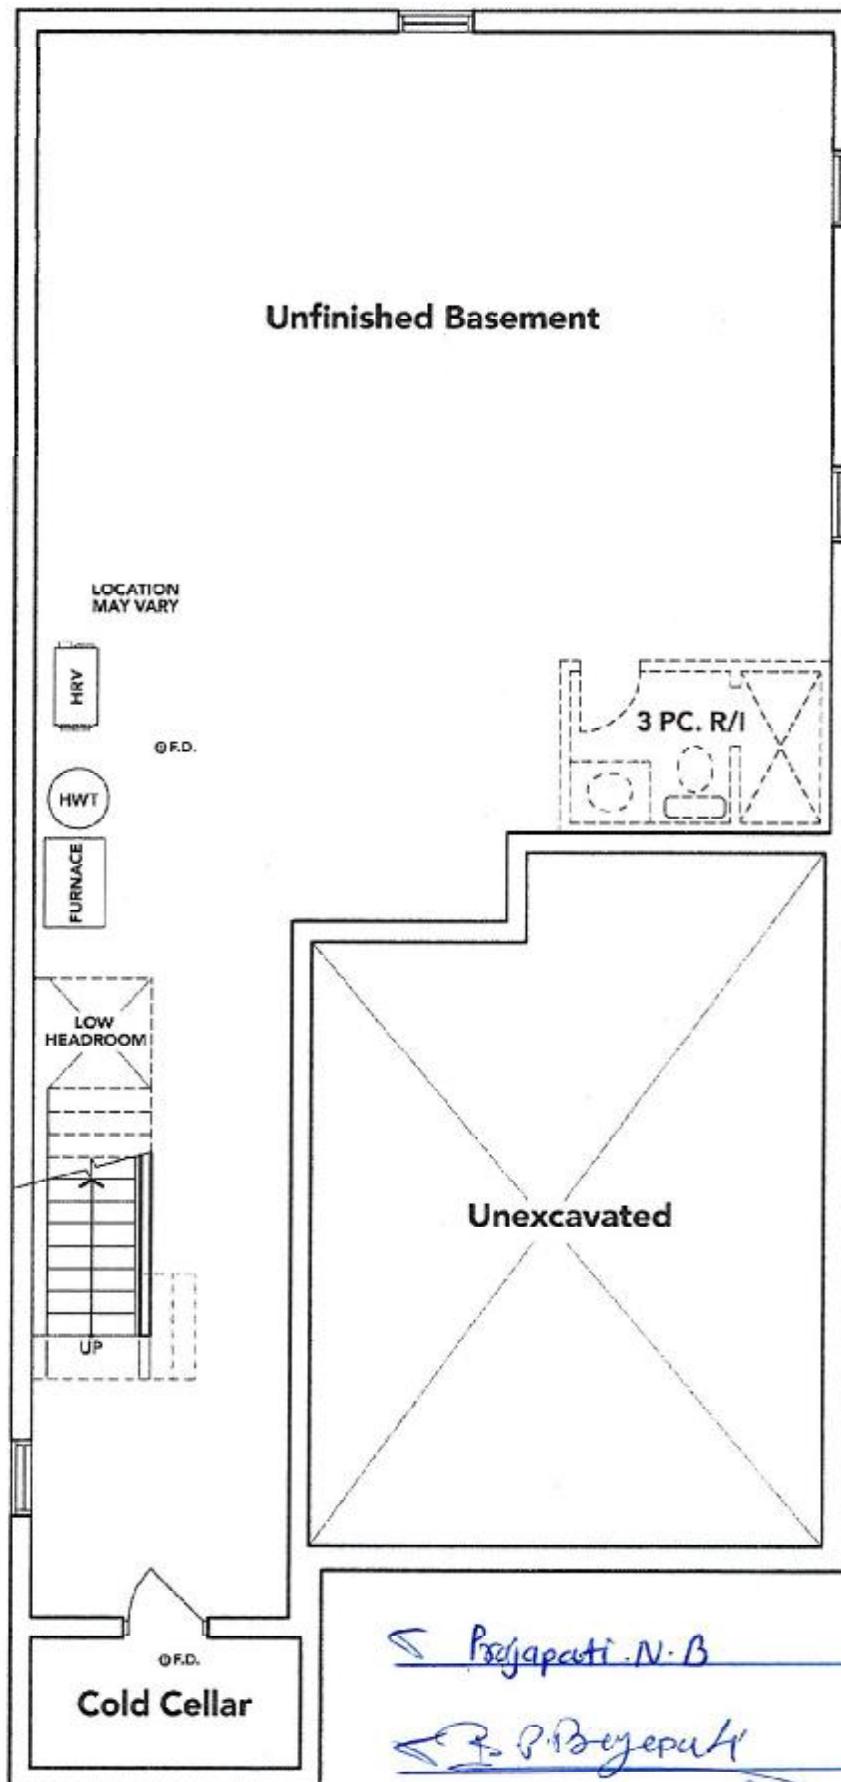 Unfinished Basement
LOCATION
MAY VARY
HRV
3 PC. R/I
F.D.
HWT
FURNACE
LOW
HEADROOM
Unexcavated
UP
Prajapati.N.B
F.D.
Cold Cellar